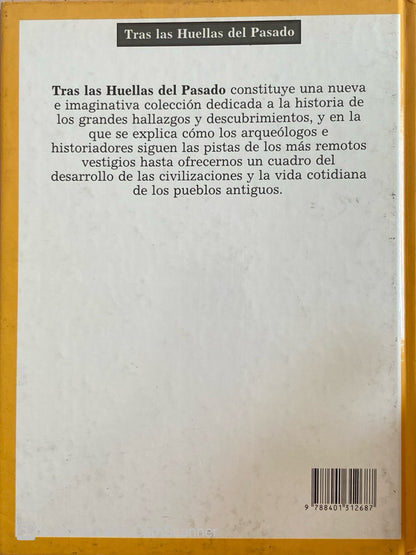 Tras las Huellas del Pasado
Tras las Huellas del Pasado constituye una nueva
e imaginativa colección dedicada a la historia de
los grandes hallazgos y descubrimientos, y en la
que se explica cómo los arqueólogos e
historiadores siguen las pistas de los más remotos
vestigios hasta ofrecernos un cuadro del
desarrollo de las civilizaciones y la vida cotidiana
de los pueblos antiguos.
9 788401 312687